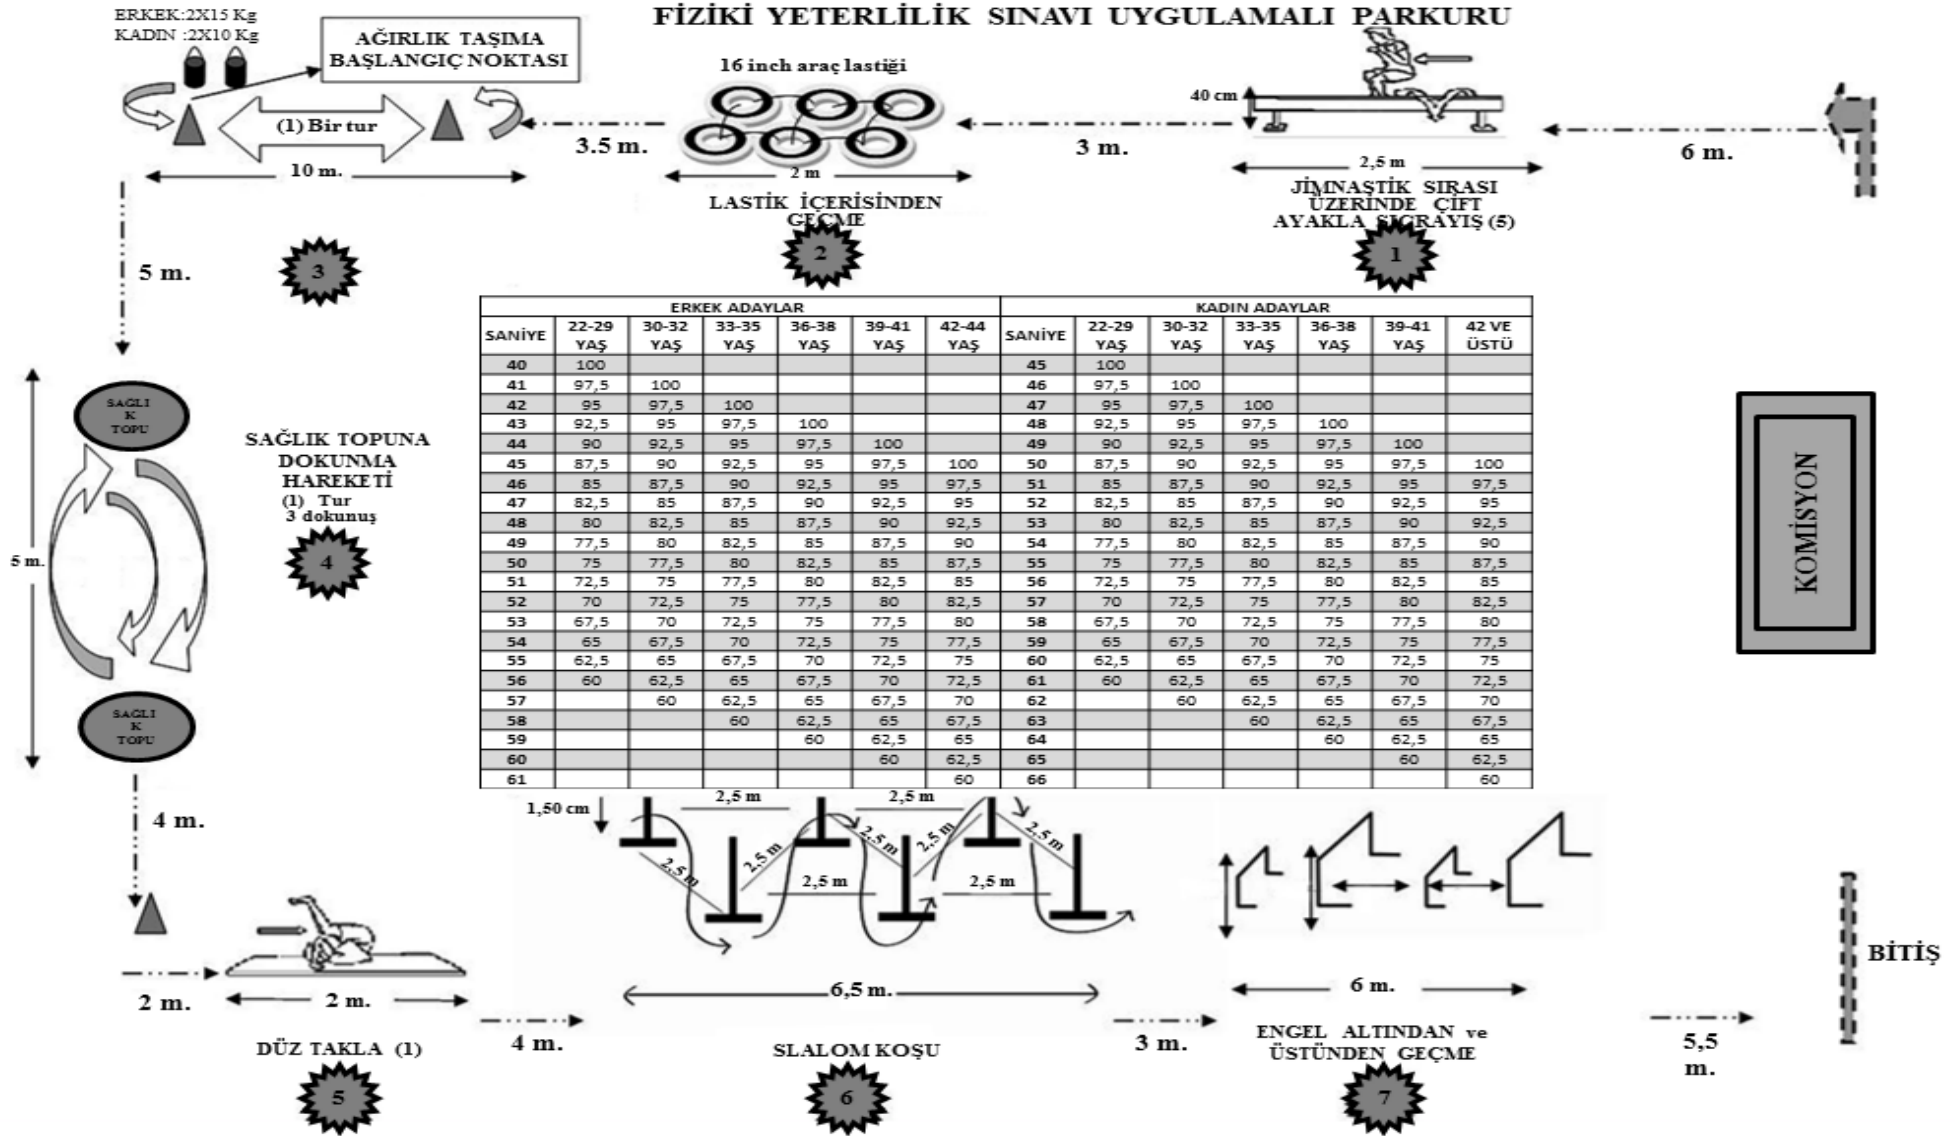 FİZİKİ YETERLİLİK SINAVI UYGULAMALI PARKURU
ERKEK:2X15 Kg
KADIN :2X10 Kg
AĞIRLIK TAŞIMA
BAŞLANGIÇ NOKTASI
(1) Bir tur
10 m.
3.5 m.
16 inch araç lastiği
2 m
LASTİK İÇERİSİNDEN
GEÇME
2
3 m.
40 cm
2,5 m
JİMNASTİK SIRASI
ÜZERİNDE ÇİFT
AYAKLA SIÇRAYIŞ (5)
1
6 m.
5 m.
3
SAĞLI
K
TOPU
5 m.
SAĞLIK TOPUNA
DOKUNMA
HAREKETİ
(1) Tur
3 dokunuş
4
SAĞLI
K
TOPU
4 m.
ERKEK ADAYLAR KADIN ADAYLAR
SANİYE 22-29 YAŞ 30-32 YAŞ 33-35 YAŞ 36-38 YAŞ 39-41 YAŞ 42-44 YAŞ SANİYE 22-29 YAŞ 30-32 YAŞ 33-35 YAŞ 36-38 YAŞ 39-41 YAŞ 42 VE ÜSTÜ
40 100 45 100
41 97,5 100 46 97,5 100
42 95 97,5 100 47 95 97,5 100
43 92,5 95 97,5 100 48 92,5 95 97,5 100
44 90 92,5 95 97,5 100 49 90 92,5 95 97,5 100
45 87,5 90 92,5 95 97,5 100 50 87,5 90 92,5 95 97,5 100
46 85 87,5 90 92,5 95 97,5 51 85 87,5 90 92,5 95 97,5
47 82,5 85 87,5 90 92,5 95 52 82,5 85 87,5 90 92,5 95
48 80 82,5 85 87,5 90 92,5 53 80 82,5 85 87,5 90 92,5
49 77,5 80 82,5 85 87,5 90 54 77,5 80 82,5 85 87,5 90
50 75 77,5 80 82,5 85 87,5 55 75 77,5 80 82,5 85 87,5
51 72,5 75 77,5 80 82,5 85 56 72,5 75 77,5 80 82,5 85
52 70 72,5 75 77,5 80 82,5 57 70 72,5 75 77,5 80 82,5
53 67,5 70 72,5 75 77,5 80 58 67,5 70 72,5 75 77,5 80
54 65 67,5 70 72,5 75 77,5 59 65 67,5 70 72,5 75 77,5
55 62,5 65 67,5 70 72,5 75 60 62,5 65 67,5 70 72,5 75
56 60 62,5 65 67,5 70 72,5 61 60 62,5 65 67,5 70 72,5
57 60 62,5 65 67,5 70 62 60 62,5 65 67,5 70
58 60 62,5 65 67,5 63 60 62,5 65 67,5
59 60 62,5 65 64 60 62,5 65
60 60 62,5 65 60 62,5
61 60 66 60
KOMİSYON
2 m.
2 m.
DÜZ TAKLA (1)
5
4 m.
1,50 cm
2,5 m
2,5 m
2,5 m
2,5 m
2,5 m
2,5 m
2,5 m
2,5 m
2,5 m
6,5 m.
SLALOM KOŞU
6
3 m.
6 m.
ENGEL ALTINDAN ve
ÜSTÜNDEN GEÇME
7
5,5
m.
BİTİŞ